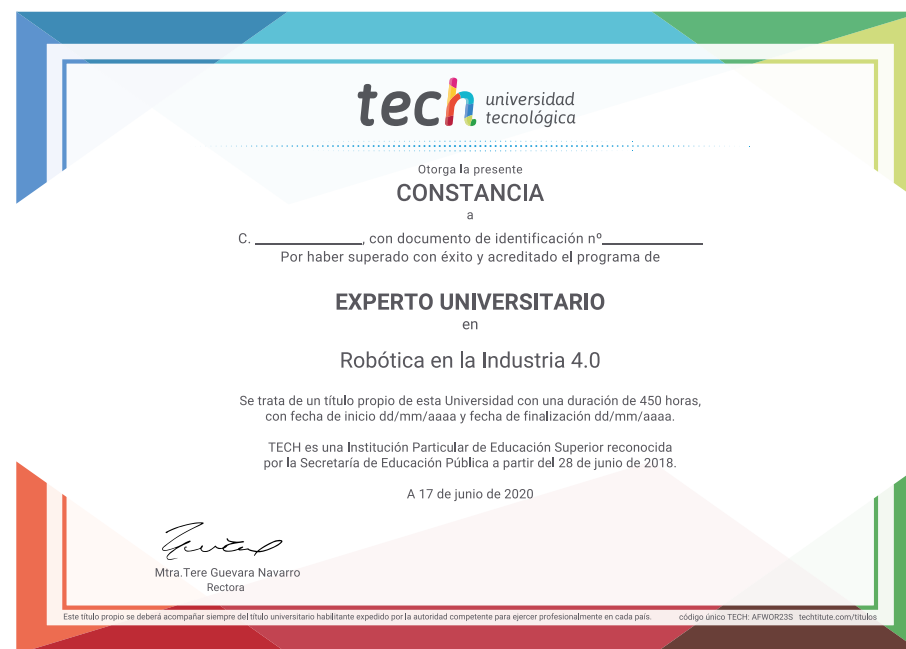 tech universidad
tecnológica
Otorga la presente
CONSTANCIA
a
C. ______________, con documento de identificación nº_____________
Por haber superado con éxito y acreditado el programa de
EXPERTO UNIVERSITARIO
en
Robótica en la Industria 4.0
Se trata de un título propio de esta Universidad con una duración de 450 horas,
con fecha de inicio dd/mm/aaaa y fecha de finalización dd/mm/aaaa.
TECH es una Institución Particular de Educación Superior reconocida
por la Secretaría de Educación Pública a partir del 28 de junio de 2018.
A 17 de junio de 2020
Mtra.Tere Guevara Navarro
Rectora
Este título propio se deberá acompañar siempre del título universitario habilitante expedido por la autoridad competente para ejercer profesionalmente en cada país. código único TECH: AFWOR23S techtitute.com/titulos